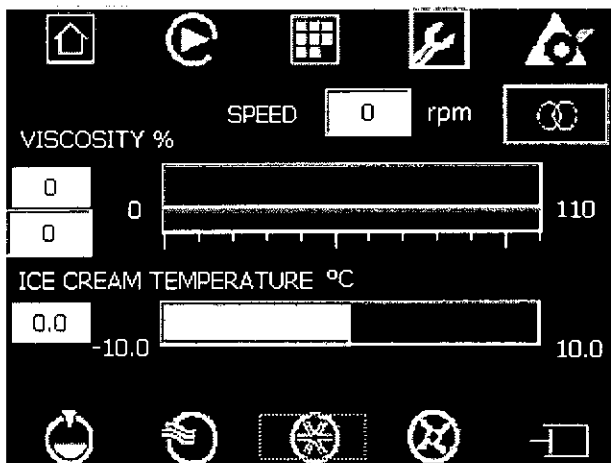 SPEED 0 rpm
VISCOSITY %
0
0 110
0
ICE CREAM TEMPERATURE °C
0.0
-10.0 10.0